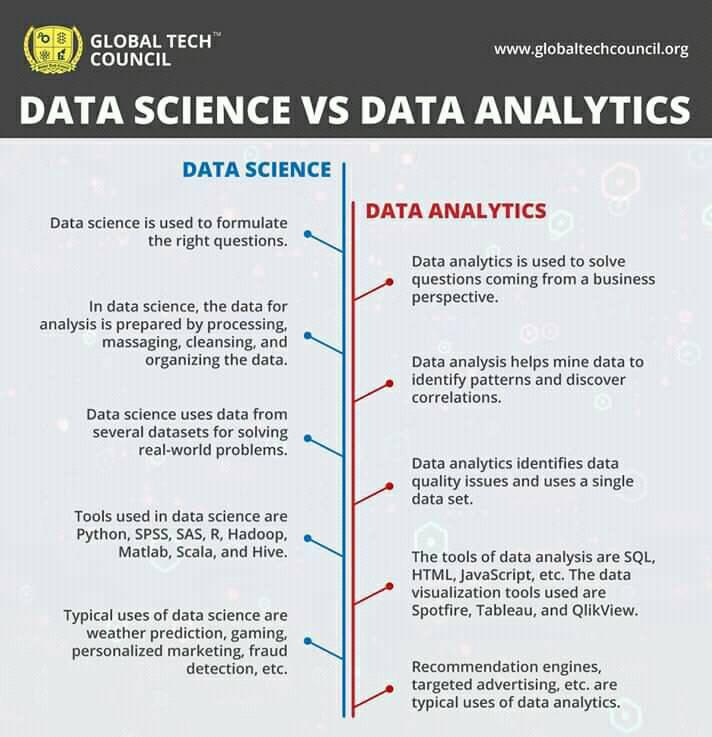 GLOBAL TECH™
COUNCIL
www.globaltechcouncil.org
DATA SCIENCE VS DATA ANALYTICS
DATA SCIENCE
Data science is used to formulate
the right questions.
In data science, the data for
analysis is prepared by processing,
massaging, cleansing, and
organizing the data.
Data science uses data from
several datasets for solving
real-world problems.
Tools used in data science are
Python, SPSS, SAS, R, Hadoop,
Matlab, Scala, and Hive.
Typical uses of data science are
weather prediction, gaming,
personalized marketing, fraud
detection, etc.
DATA ANALYTICS
Data analytics is used to solve
questions coming from a business
perspective.
Data analysis helps mine data to
identify patterns and discover
correlations.
Data analytics identifies data
quality issues and uses a single
data set.
The tools of data analysis are SQL,
HTML, JavaScript, etc. The data
visualization tools used are
Spotfire, Tableau, and QlikView.
Recommendation engines,
targeted advertising, etc. are
typical uses of data analytics.